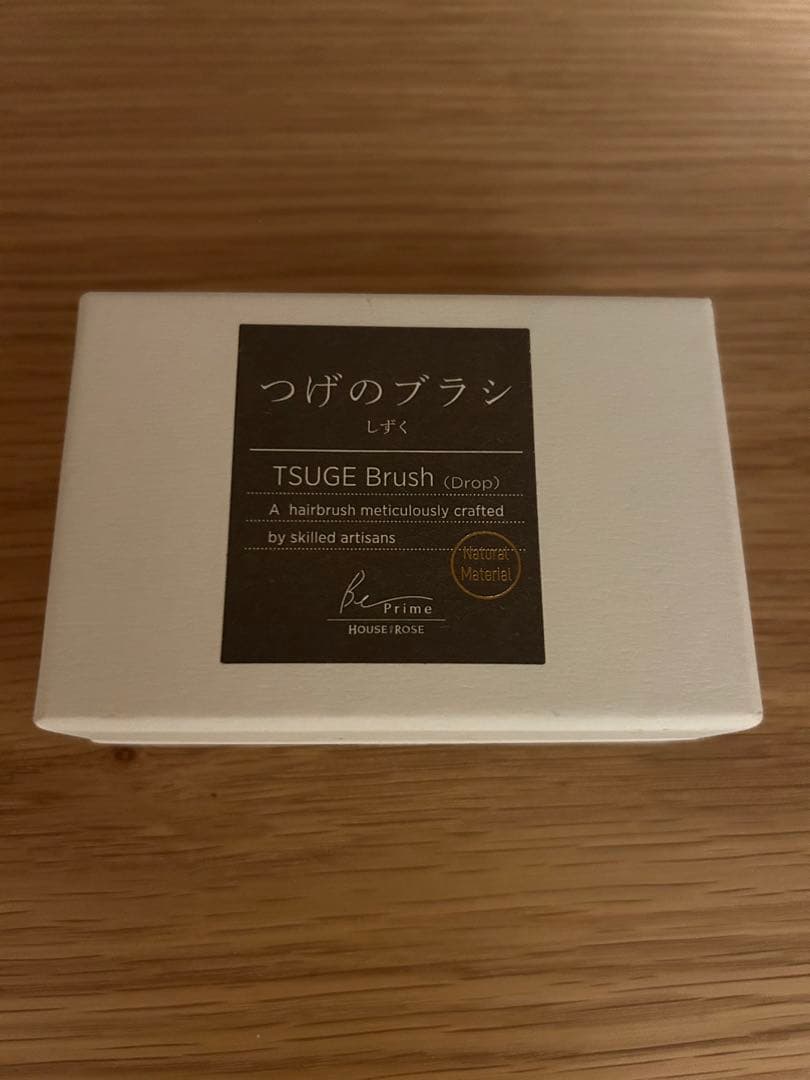 つげのブラシ
しずく
TSUGE Brush (Drop)
A hairbrush meticulously crafted
by skilled artisans
Natural
Material
Be Prime
HOUSE OF ROSE